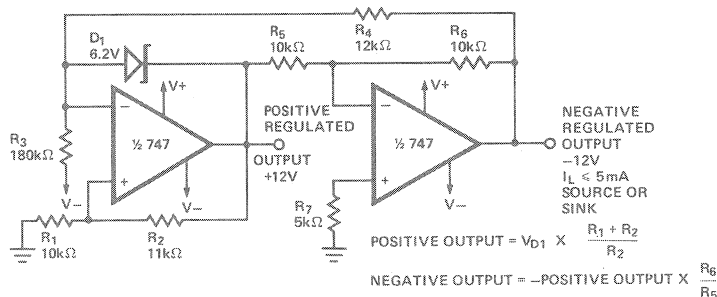 D1
6.2V
R5
10kΩ
R4
12kΩ
R6
10kΩ
V+
V+
R3
180kΩ
−
½ 747
+
POSITIVE
REGULATED
OUTPUT
+12V
−
½ 747
+
NEGATIVE
REGULATED
OUTPUT
−12V
IL ≤ 5mA
SOURCE OR
SINK
V−
V−
V−
R1
10kΩ
R2
11kΩ
R7
5kΩ
POSITIVE OUTPUT = VD1 X R1 + R2 / R2
NEGATIVE OUTPUT = −POSITIVE OUTPUT X R6 / R5